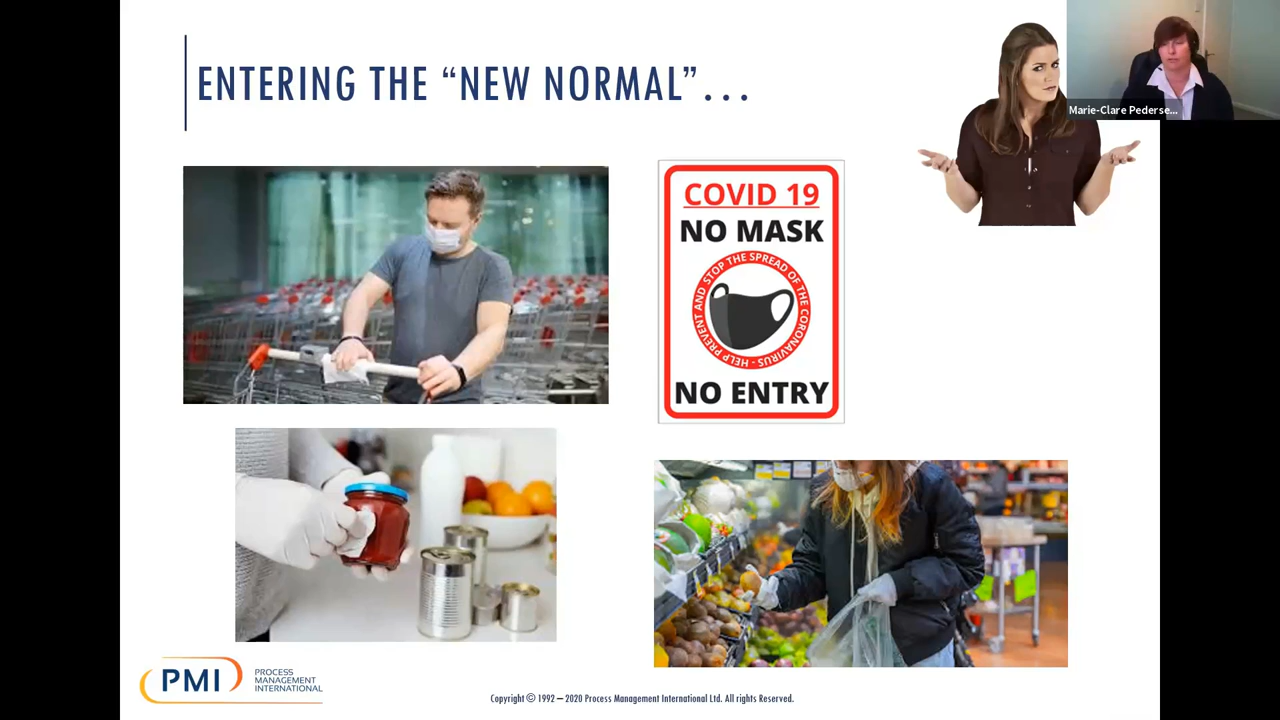 ENTERING THE “NEW NORMAL”...
Marie-Clare Pederse...
COVID 19
NO MASK
HELP PREVENT AND STOP THE SPREAD OF THE CORONAVIRUS -
NO ENTRY
PMI
PROCESS
MANAGEMENT
INTERNATIONAL
Copyright © 1992 – 2020 Process Management International Ltd. All rights Reserved.